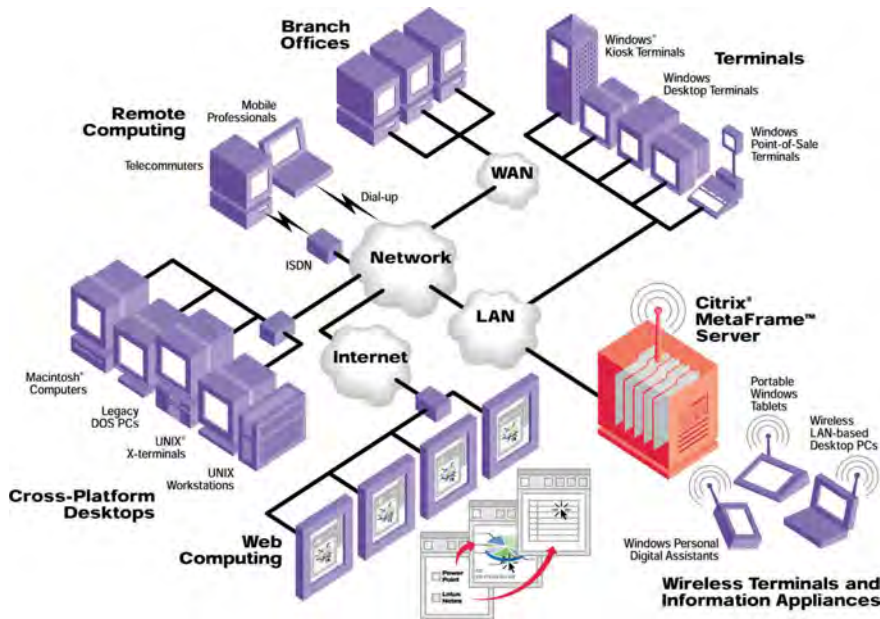 Branch
Offices
Windows®
Kiosk Terminals
Terminals
Windows
Desktop Terminals
Windows
Point-of-Sale
Terminals
Remote
Computing
Mobile
Professionals
Telecommuters
Dial-up
ISDN
WAN
Network
LAN
Internet
Citrix®
MetaFrame™
Server
Portable
Windows
Tablets
Wireless
LAN-based
Desktop PCs
Windows Personal
Digital Assistants
Wireless Terminals and
Information Appliances
Macintosh®
Computers
Legacy
DOS PCs
UNIX®
X-terminals
UNIX
Workstations
Cross-Platform
Desktops
Web
Computing
Power
Point
Lotus
Notes